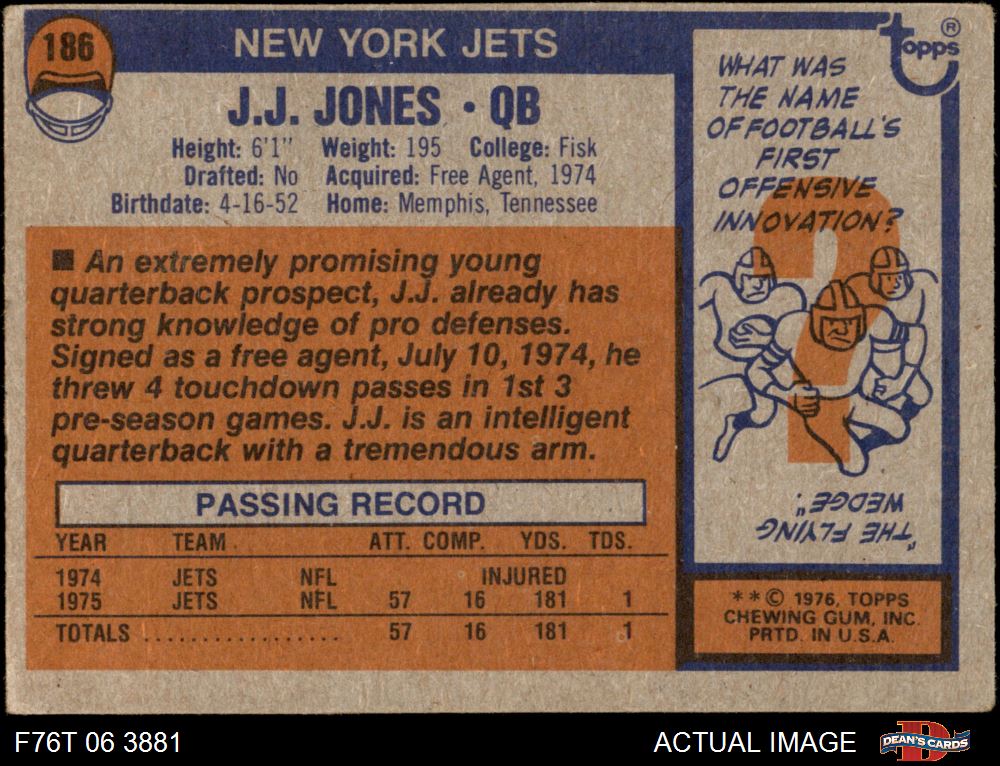 186
NEW YORK JETS
J.J. JONES · QB
Height: 6'1" Weight: 195 College: Fisk
Drafted: No Acquired: Free Agent, 1974
Birthdate: 4-16-52 Home: Memphis, Tennessee
■ An extremely promising young
quarterback prospect, J.J. already has
strong knowledge of pro defenses.
Signed as a free agent, July 10, 1974, he
threw 4 touchdown passes in 1st 3
pre-season games. J.J. is an intelligent
quarterback with a tremendous arm.
PASSING RECORD
YEAR TEAM ATT. COMP. YDS. TDS.
1974 JETS NFL INJURED
1975 JETS NFL 57 16 181 1
TOTALS .................. 57 16 181 1
topps®
WHAT WAS
THE NAME
OF FOOTBALL'S
FIRST
OFFENSIVE
INNOVATION?
?
"THE FLYING
WEDGE".
**© 1976, TOPPS
CHEWING GUM, INC.
PRTD. IN U.S.A.
F76T 06 3881
ACTUAL IMAGE
D
DEAN'S CARDS